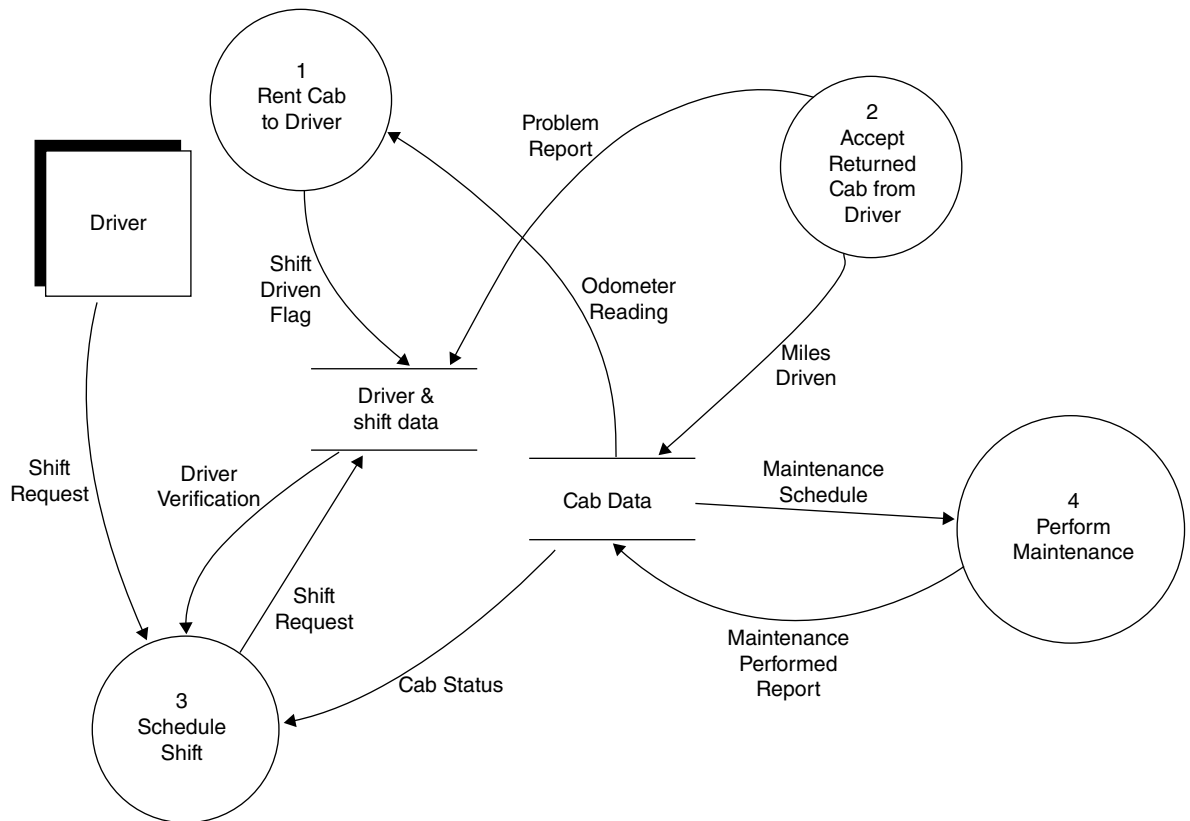 1
Rent Cab
to Driver
Problem
Report
2
Accept
Returned
Cab from
Driver
Driver
Shift
Driven
Flag
Odometer
Reading
Miles
Driven
Driver &
shift data
Shift
Request
Driver
Verification
Cab Data
Maintenance
Schedule
4
Perform
Maintenance
Shift
Request
Maintenance
Performed
Report
Cab Status
3
Schedule
Shift